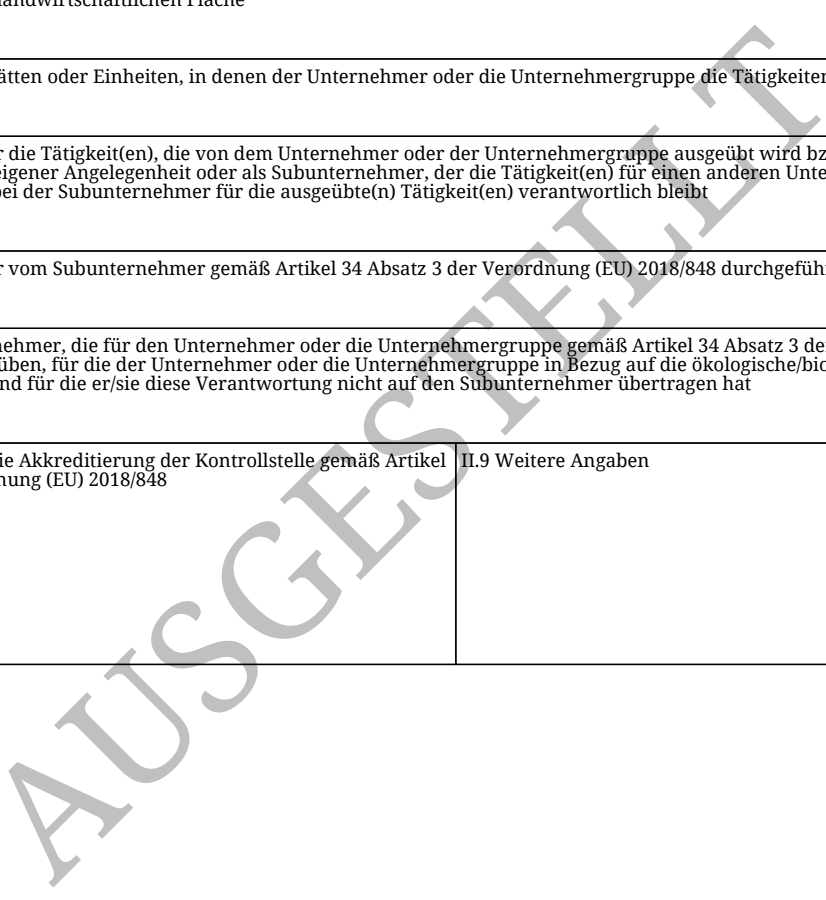 landwirtschaftlichen Fläche
ätten oder Einheiten, in denen der Unternehmer oder die Unternehmergruppe die Tätigkeiten
r die Tätigkeit(en), die von dem Unternehmer oder der Unternehmergruppe ausgeübt wird bz
eigener Angelegenheit oder als Subunternehmer, der die Tätigkeit(en) für einen anderen Unte
bei der Subunternehmer für die ausgeübte(n) Tätigkeit(en) verantwortlich bleibt
r vom Subunternehmer gemäß Artikel 34 Absatz 3 der Verordnung (EU) 2018/848 durchgeführ
nehmer, die für den Unternehmer oder die Unternehmergruppe gemäß Artikel 34 Absatz 3 der
üben, für die der Unternehmer oder die Unternehmergruppe in Bezug auf die ökologische/bio
nd für die er/sie diese Verantwortung nicht auf den Subunternehmer übertragen hat
ie Akkreditierung der Kontrollstelle gemäß Artikel
nung (EU) 2018/848
II.9 Weitere Angaben
AUSGESTELLT